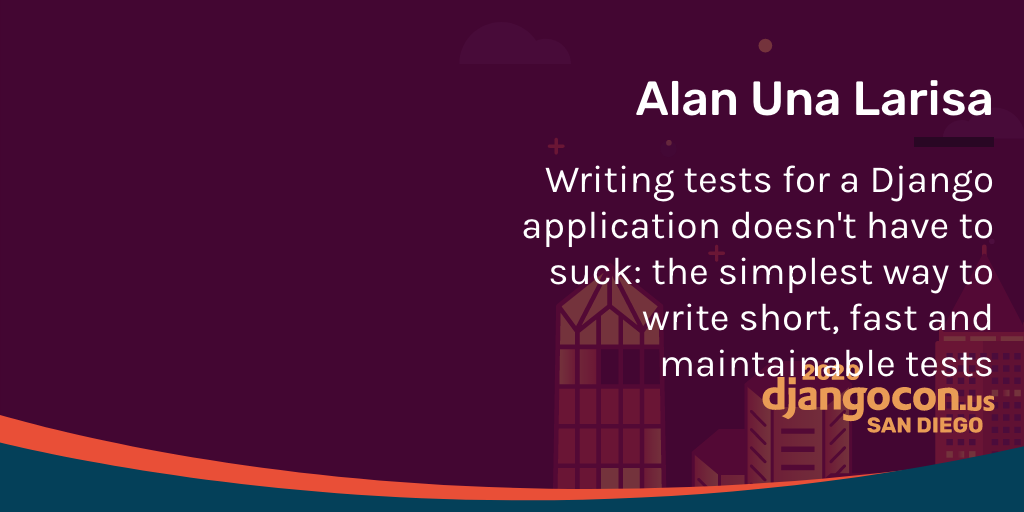 Alan Una Larisa
Writing tests for a Django
application doesn't have to
suck: the simplest way to
write short, fast and
maintainable tests
2020
djangocon.us
SAN DIEGO